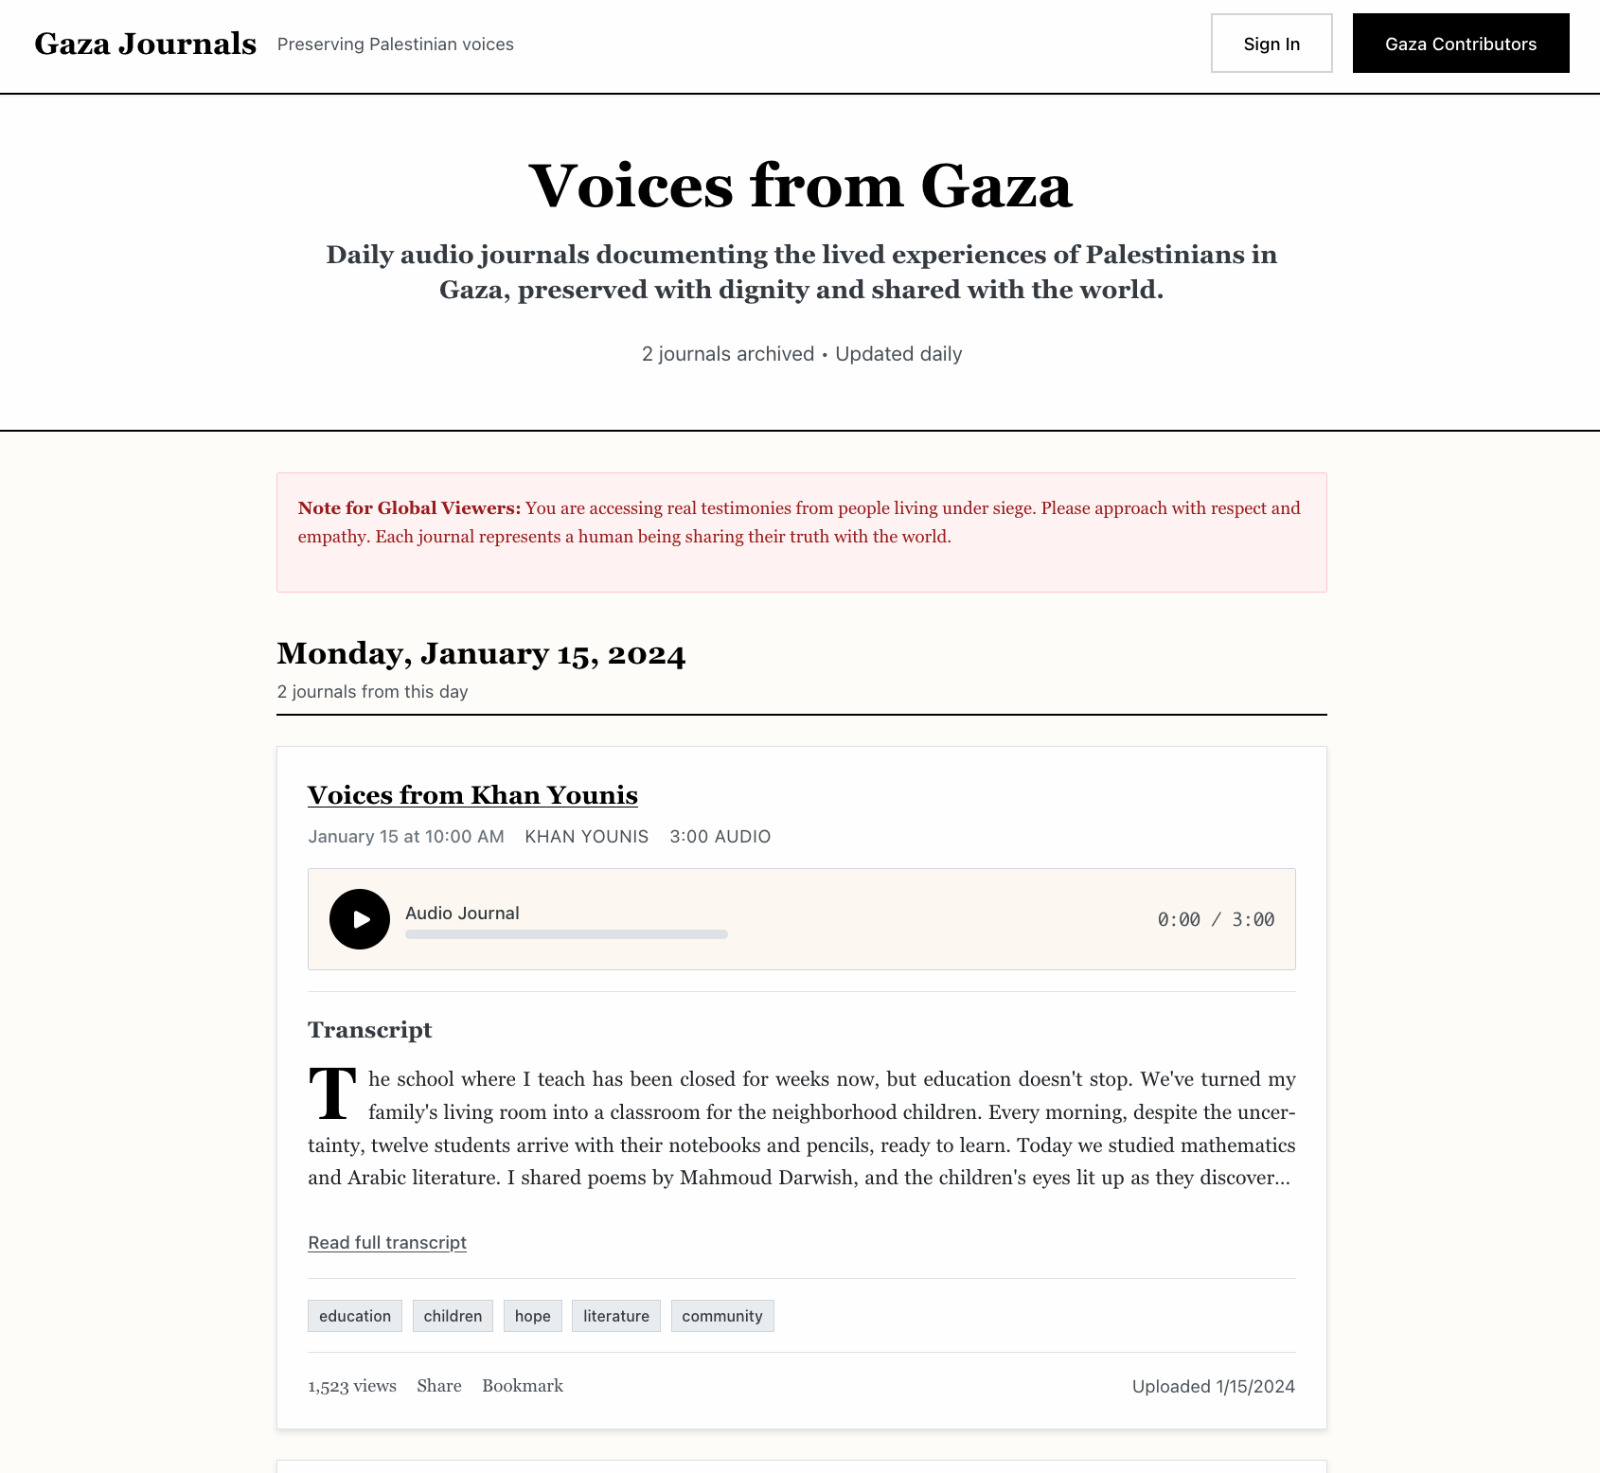 Gaza Journals
Preserving Palestinian voices
Sign In
Gaza Contributors
Voices from Gaza
Daily audio journals documenting the lived experiences of Palestinians in
Gaza, preserved with dignity and shared with the world.
2 journals archived • Updated daily
Note for Global Viewers: You are accessing real testimonies from people living under siege. Please approach with respect and
empathy. Each journal represents a human being sharing their truth with the world.
Monday, January 15, 2024
2 journals from this day
Voices from Khan Younis
January 15 at 10:00 AM KHAN YOUNIS 3:00 AUDIO
Audio Journal
0:00 / 3:00
Transcript
The school where I teach has been closed for weeks now, but education doesn't stop. We've turned my
family's living room into a classroom for the neighborhood children. Every morning, despite the uncer-
tainty, twelve students arrive with their notebooks and pencils, ready to learn. Today we studied mathematics
and Arabic literature. I shared poems by Mahmoud Darwish, and the children's eyes lit up as they discover...
Read full transcript
education children hope literature community
1,523 views Share Bookmark Uploaded 1/15/2024